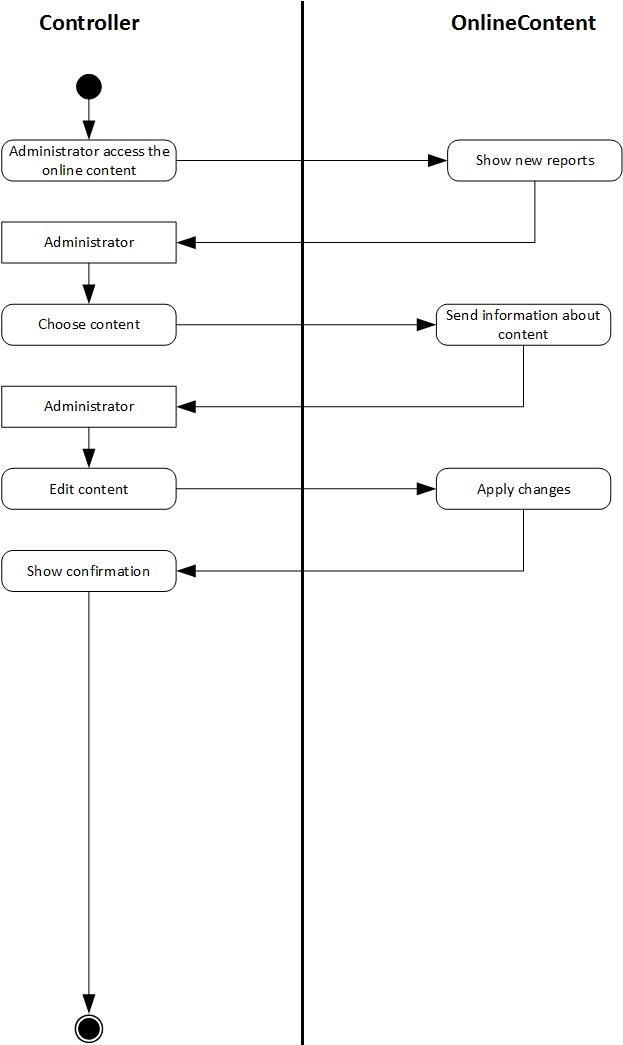 Controller
OnlineContent
Administrator access the
online content
Show new reports
Administrator
Choose content
Send information about
content
Administrator
Edit content
Apply changes
Show confirmation